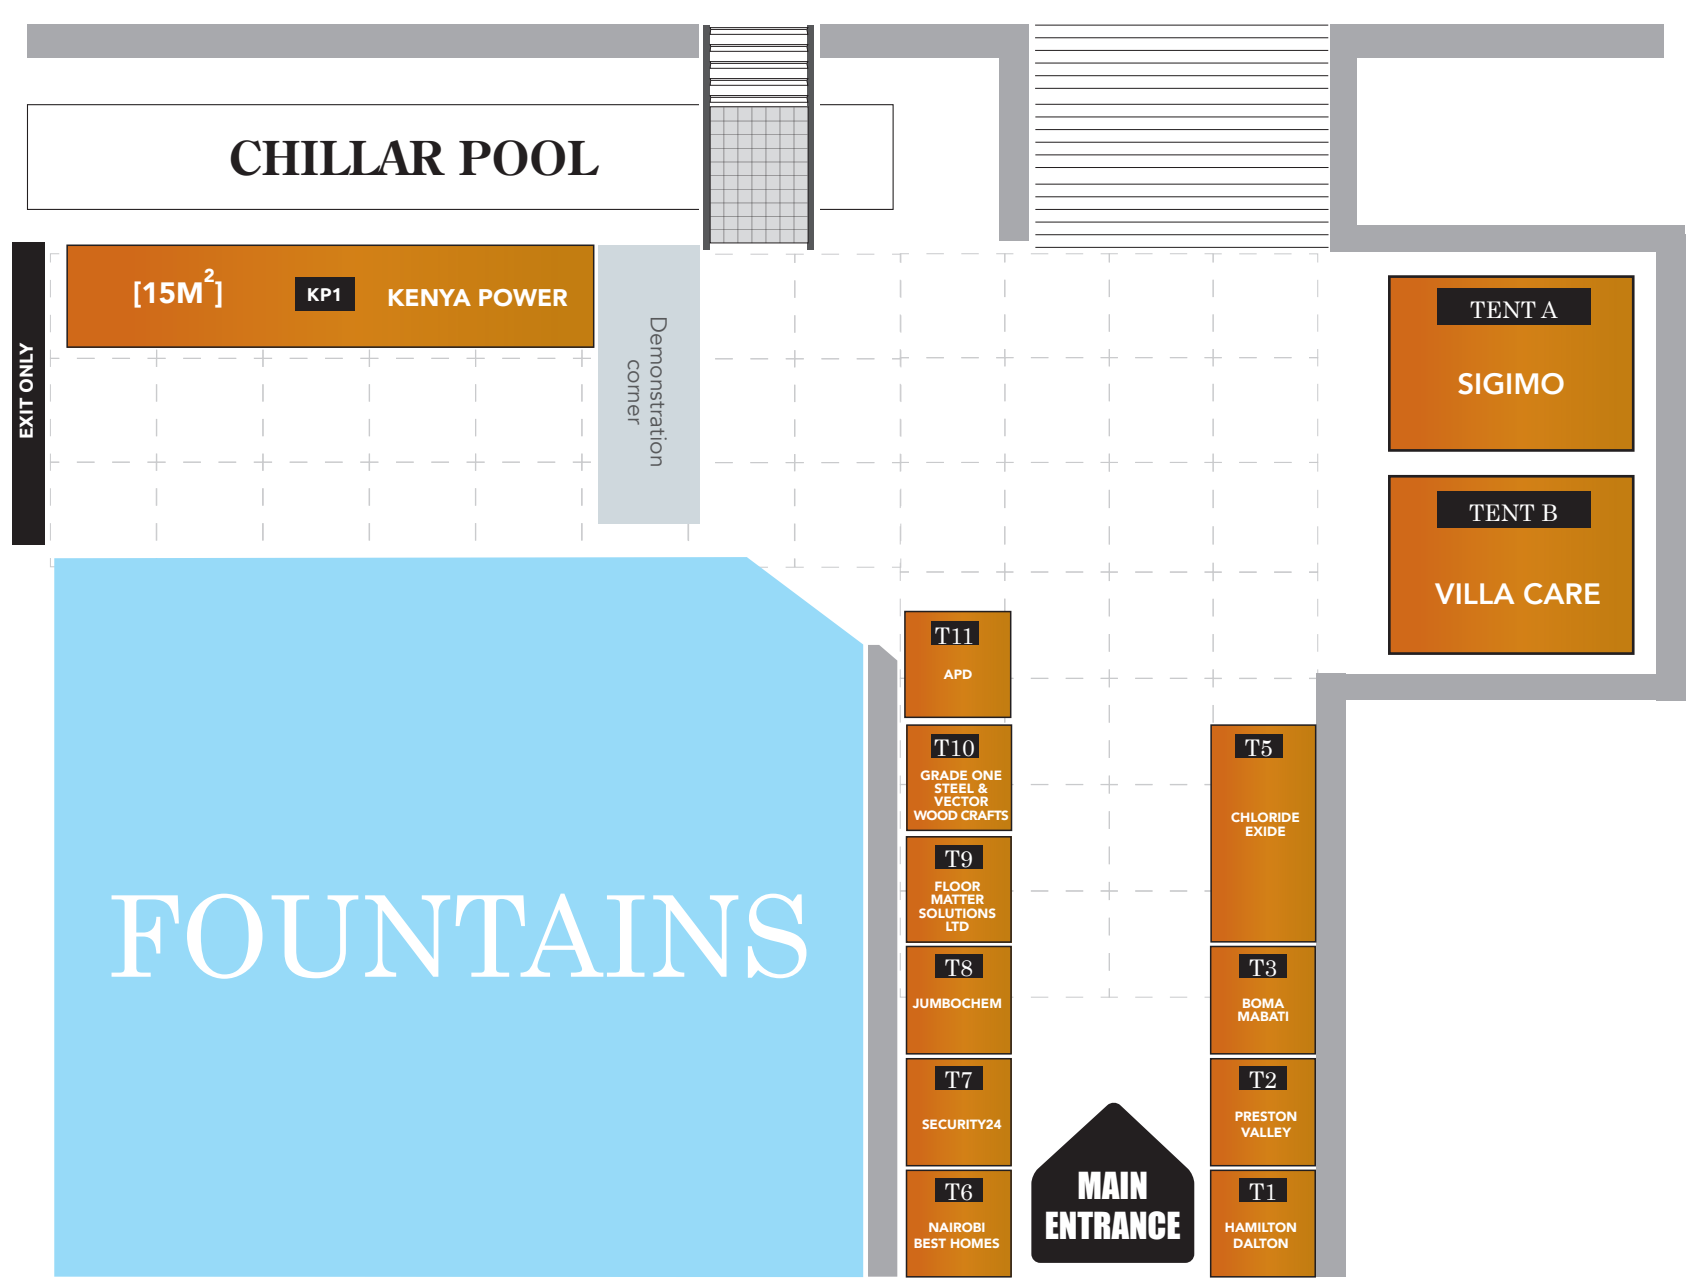 CHILLAR POOL
[15M²]
KP1
KENYA POWER
EXIT ONLY
Demonstration
corner
TENT A
SIGIMO
TENT B
VILLA CARE
FOUNTAINS
T11
APD
T10
GRADE ONE
STEEL &
VECTOR
WOOD CRAFTS
T9
FLOOR
MATTER
SOLUTIONS
LTD
T8
JUMBOCHEM
T7
SECURITY24
T6
NAIROBI
BEST HOMES
T5
CHLORIDE
EXIDE
T3
BOMA
MABATI
T2
PRESTON
VALLEY
T1
HAMILTON
DALTON
MAIN
ENTRANCE